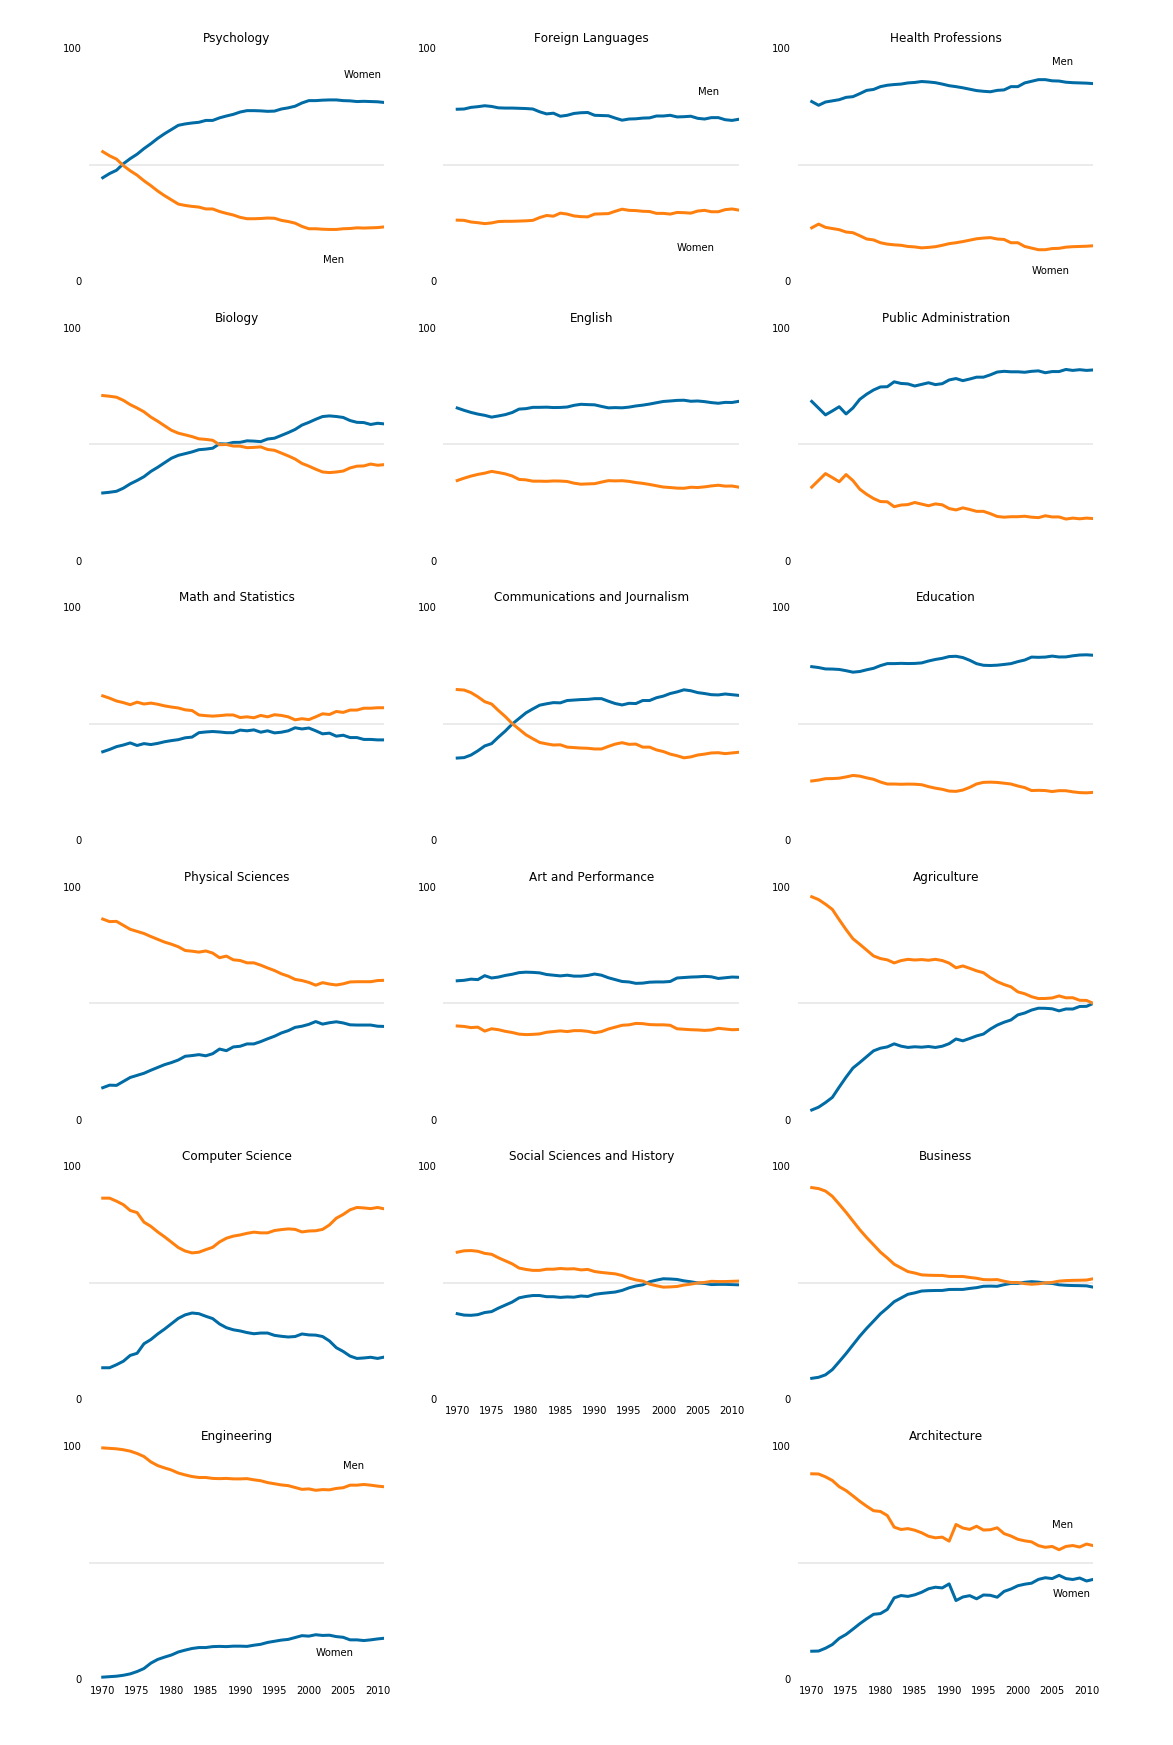 Psychology
100
Women
Men
0
Foreign Languages
100
Men
Women
0
Health Professions
100
Men
Women
0
Biology
100
0
English
100
0
Public Administration
100
0
Math and Statistics
100
0
Communications and Journalism
100
0
Education
100
0
Physical Sciences
100
0
Art and Performance
100
0
Agriculture
100
0
Computer Science
100
0
Social Sciences and History
100
0
1970 1975 1980 1985 1990 1995 2000 2005 2010
Business
100
0
Engineering
100
Men
Women
0
1970 1975 1980 1985 1990 1995 2000 2005 2010
Architecture
100
Men
Women
0
1970 1975 1980 1985 1990 1995 2000 2005 2010